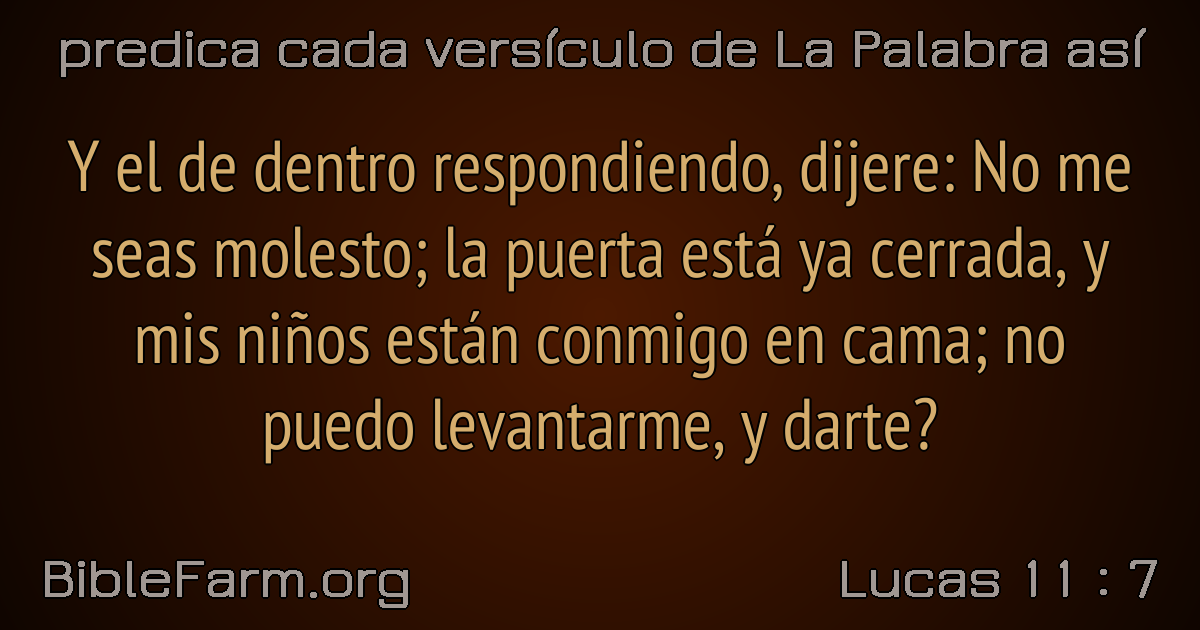 predica cada versículo de La Palabra así
Y el de dentro respondiendo, dijere: No me
seas molesto; la puerta está ya cerrada, y
mis niños están conmigo en cama; no
puedo levantarme, y darte?
BibleFarm.org
Lucas 11 : 7